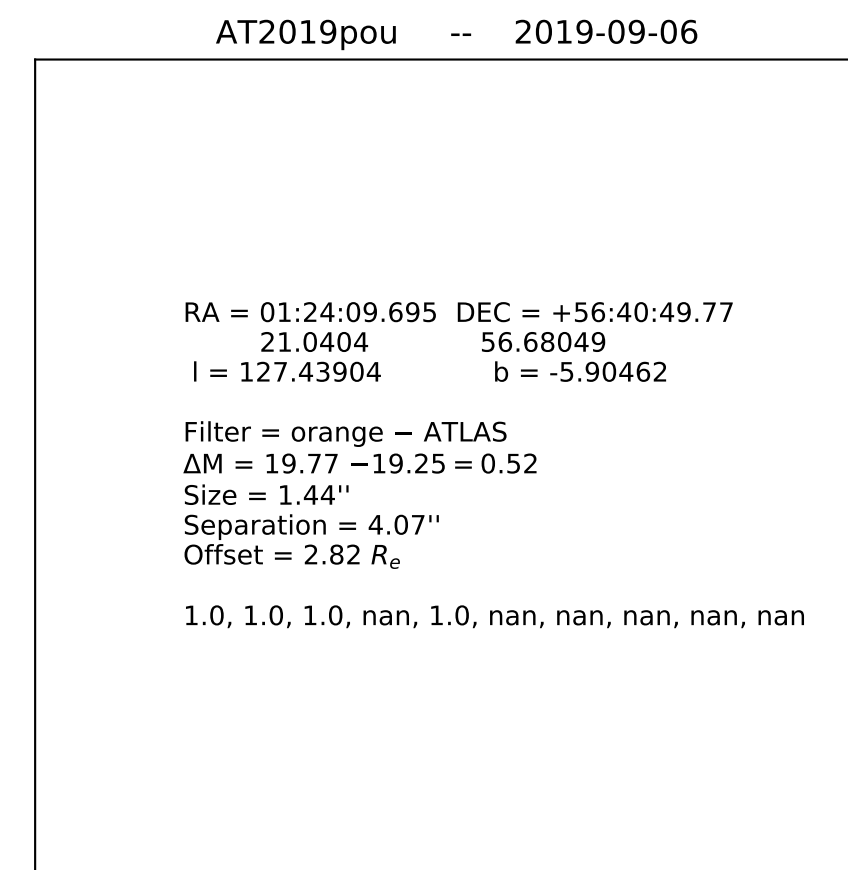 AT2019pou -- 2019-09-06
RA = 01:24:09.695 DEC = +56:40:49.77
21.0404 56.68049
l = 127.43904 b = -5.90462
Filter = orange − ATLAS
ΔM = 19.77 −19.25 = 0.52
Size = 1.44''
Separation = 4.07''
Offset = 2.82 Rₑ
1.0, 1.0, 1.0, nan, 1.0, nan, nan, nan, nan, nan